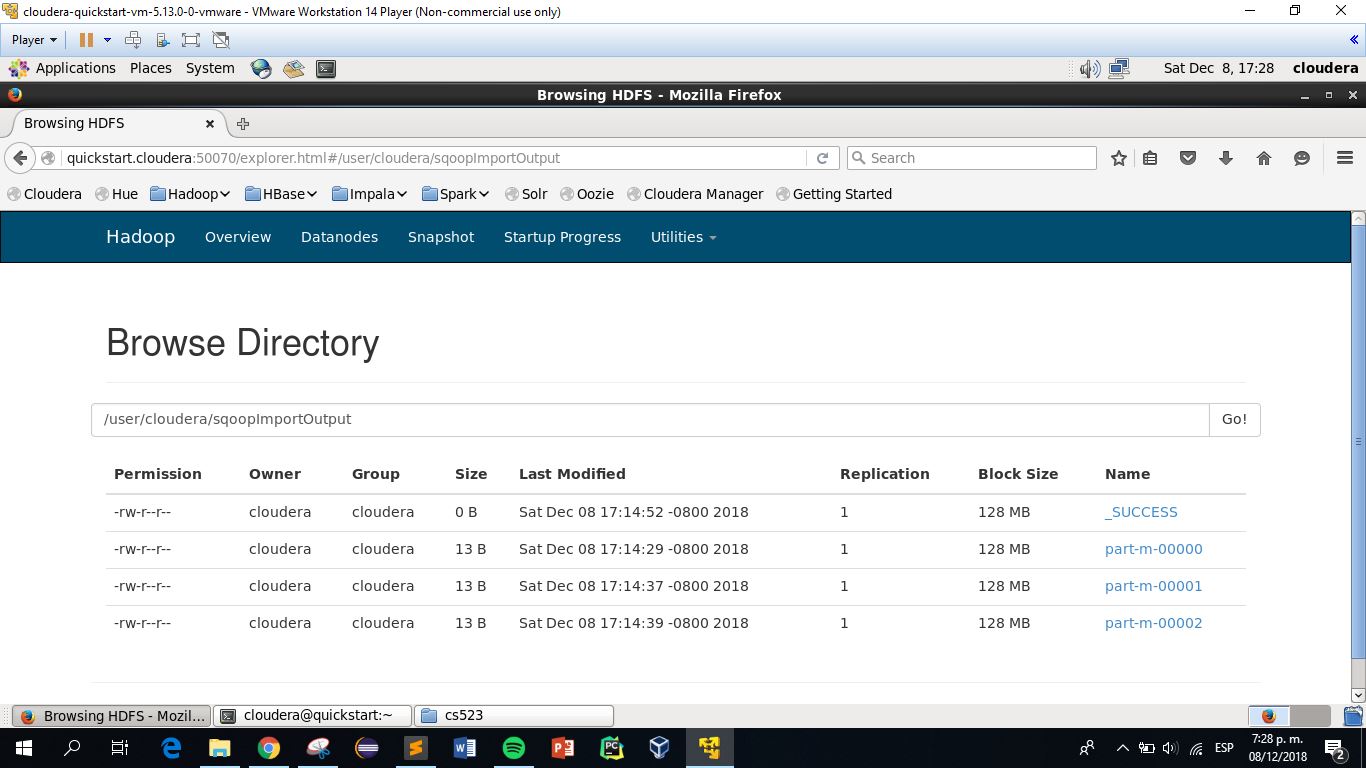 cloudera-quickstart-vm-5.13.0-0-vmware - VMware Workstation 14 Player (Non-commercial use only)
Player
Applications Places System Sat Dec 8, 17:28 cloudera
Browsing HDFS - Mozilla Firefox
Browsing HDFS
quickstart.cloudera:50070/explorer.html#/user/cloudera/sqoopImportOutput Search
Cloudera Hue Hadoop HBase Impala Spark Solr Oozie Cloudera Manager Getting Started
Hadoop Overview Datanodes Snapshot Startup Progress Utilities
Browse Directory
/user/cloudera/sqoopImportOutput Go!
Permission Owner Group Size Last Modified Replication Block Size Name
-rw-r--r-- cloudera cloudera 0 B Sat Dec 08 17:14:52 -0800 2018 1 128 MB _SUCCESS
-rw-r--r-- cloudera cloudera 13 B Sat Dec 08 17:14:29 -0800 2018 1 128 MB part-m-00000
-rw-r--r-- cloudera cloudera 13 B Sat Dec 08 17:14:37 -0800 2018 1 128 MB part-m-00001
-rw-r--r-- cloudera cloudera 13 B Sat Dec 08 17:14:39 -0800 2018 1 128 MB part-m-00002
Browsing HDFS - Mozil... cloudera@quickstart:~ cs523
ESP 7:28 p. m.
08/12/2018 2